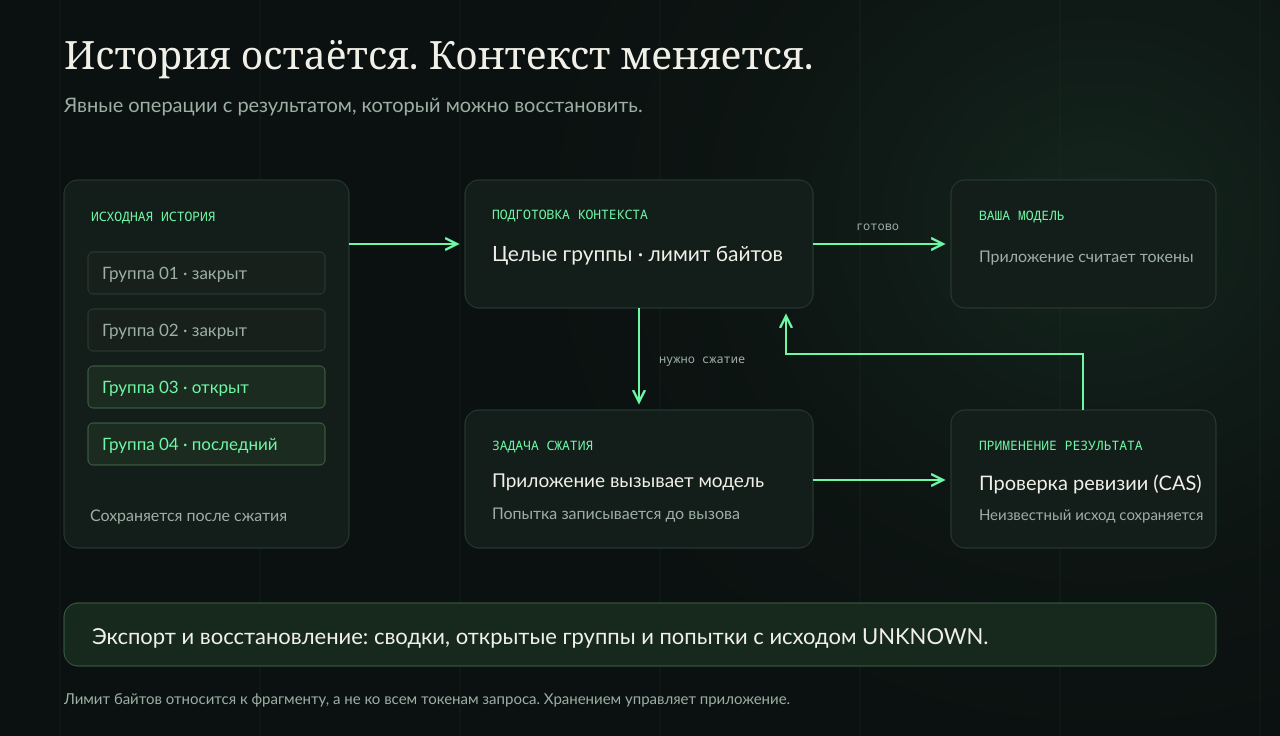 История остаётся. Контекст меняется.
Явные операции с результатом, который можно восстановить.
ИСХОДНАЯ ИСТОРИЯ
Группа 01 · закрыт
Группа 02 · закрыт
Группа 03 · открыт
Группа 04 · последний
Сохраняется после сжатия
ПОДГОТОВКА КОНТЕКСТА
Целые группы · лимит байтов
готово
ВАША МОДЕЛЬ
Приложение считает токены
нужно сжатие
ЗАДАЧА СЖАТИЯ
Приложение вызывает модель
Попытка записывается до вызова
ПРИМЕНЕНИЕ РЕЗУЛЬТАТА
Проверка ревизии (CAS)
Неизвестный исход сохраняется
Экспорт и восстановление: сводки, открытые группы и попытки с исходом UNKNOWN.
Лимит байтов относится к фрагменту, а не ко всем токенам запроса. Хранением управляет приложение.